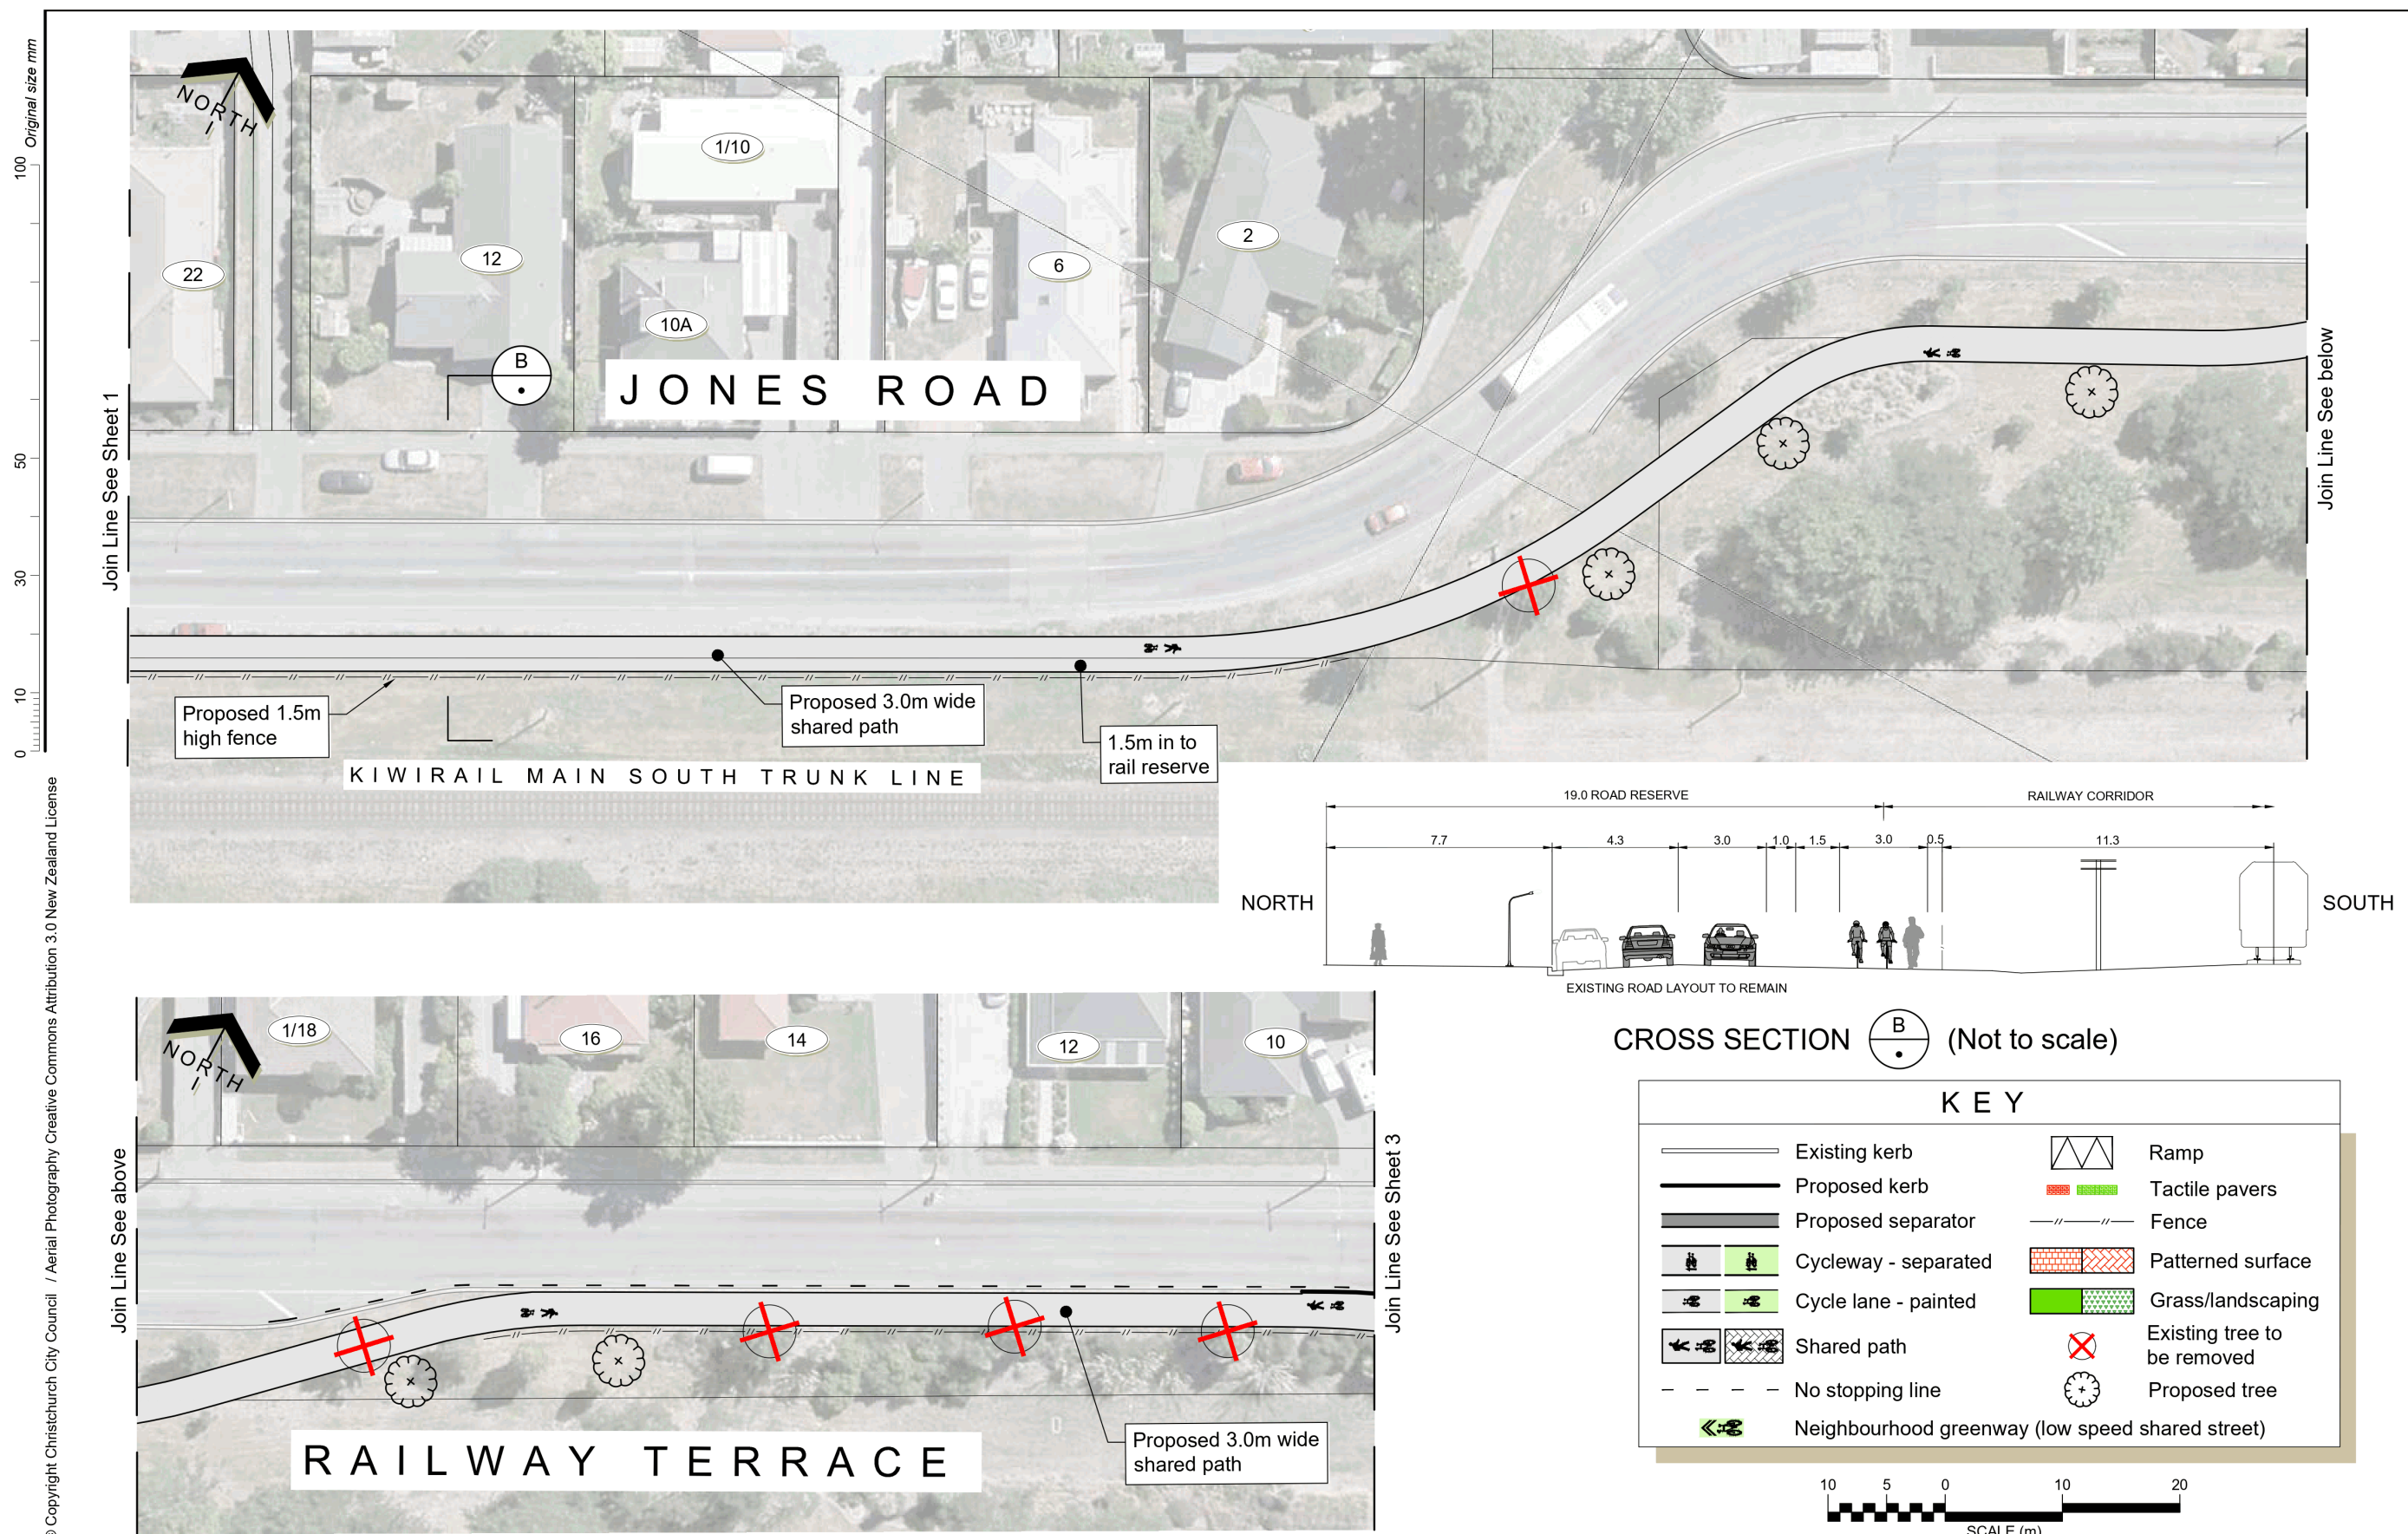 Original size mm
100
50
30
10
0
© Copyright Christchurch City Council / Aerial Photography Creative Commons Attribution 3.0 New Zealand License
NORTH
22
12
1/10
10A
6
2
B
JONES ROAD
Join Line See Sheet 1
Join Line See below
Proposed 1.5m
high fence
Proposed 3.0m wide
shared path
1.5m in to
rail reserve
KIWIRAIL MAIN SOUTH TRUNK LINE
19.0 ROAD RESERVE
RAILWAY CORRIDOR
7.7
4.3
3.0
1.0
1.5
3.0
0.5
11.3
NORTH
SOUTH
EXISTING ROAD LAYOUT TO REMAIN
CROSS SECTION B (Not to scale)
NORTH
1/18
16
14
12
10
Join Line See above
Join Line See Sheet 3
Proposed 3.0m wide
shared path
RAILWAY TERRACE
KEY
Existing kerb
Proposed kerb
Proposed separator
Cycleway - separated
Cycle lane - painted
Shared path
No stopping line
Neighbourhood greenway (low speed shared street)
Ramp
Tactile pavers
Fence
Patterned surface
Grass/landscaping
Existing tree to
be removed
Proposed tree
10 5 0 10 20
SCALE (m)